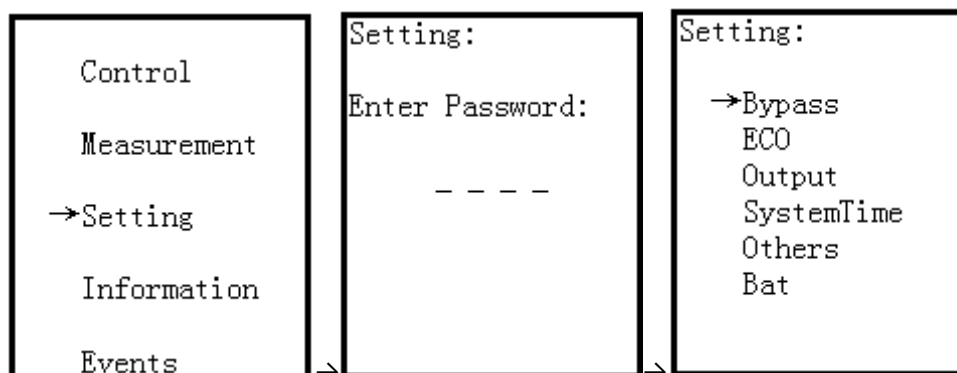 Control
Measurement
→Setting
Information
Events
→
Setting:
Enter Password:
_ _ _ _
→
Setting:
→Bypass
ECO
Output
SystemTime
Others
Bat